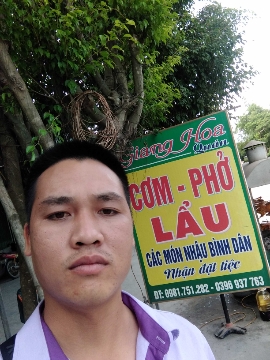 Giang Hoa
Quán
CƠM - PHỞ
LẨU
CÁC MÓN NHẬU BÌNH DÂN
Nhận đặt tiệc
ĐT: 0981.751.282 - 0396 937 763